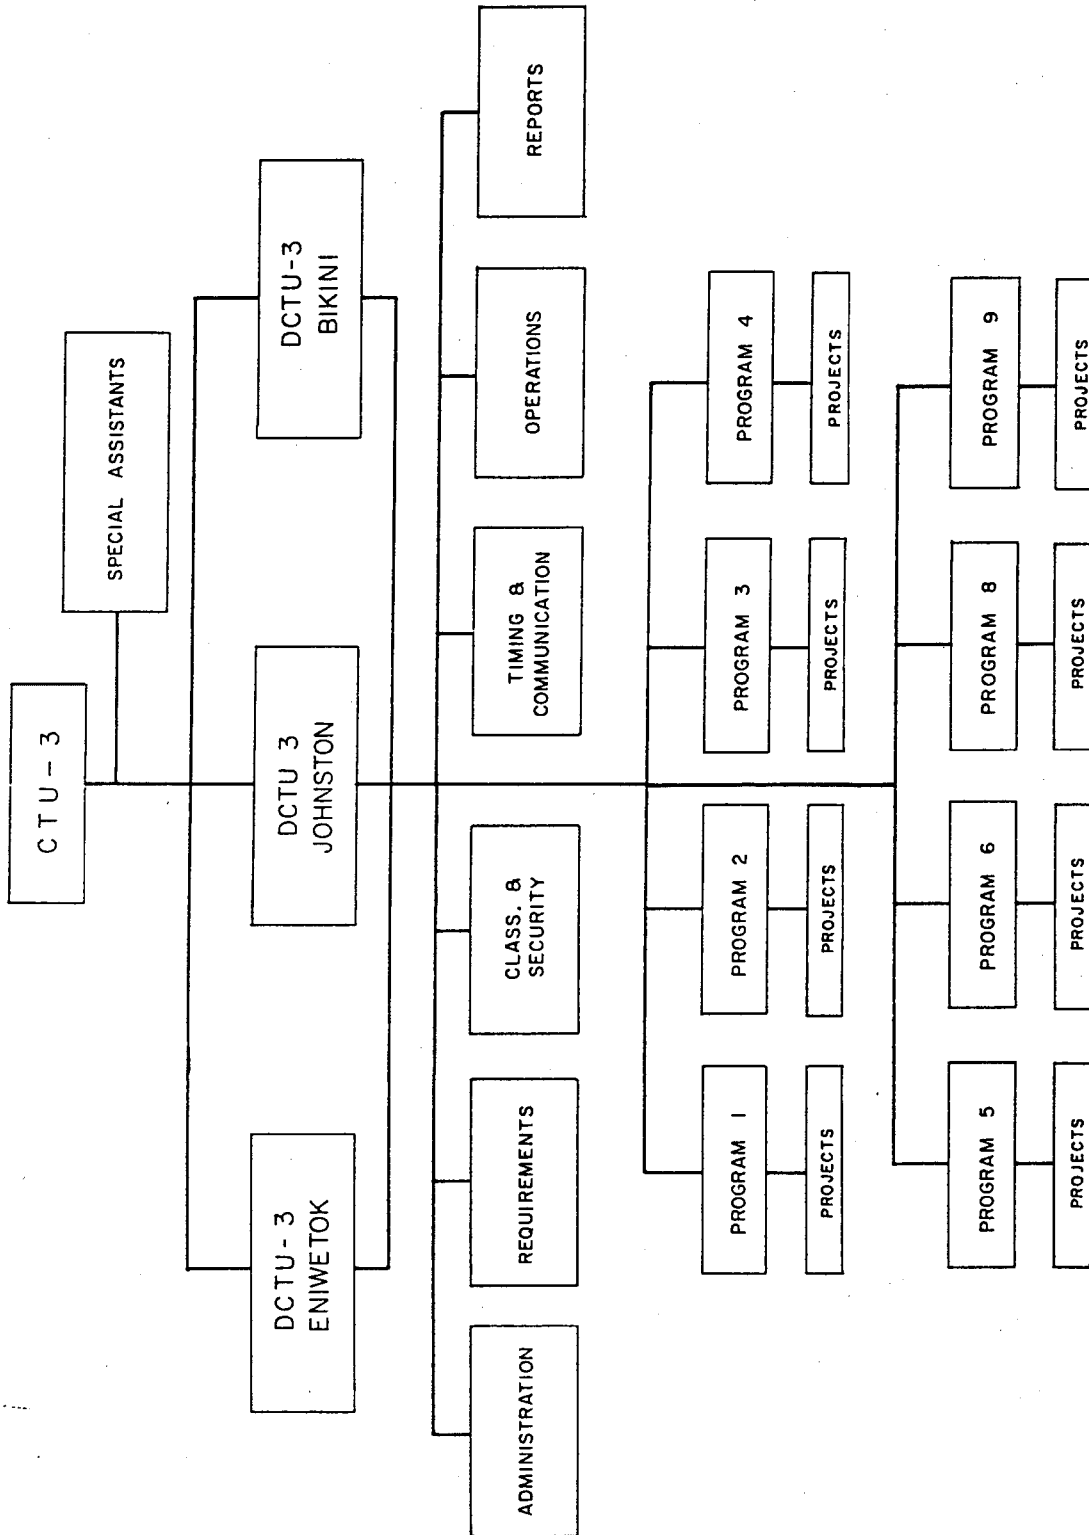 CTU-3
SPECIAL ASSISTANTS
DCTU-3
ENIWETOK
DCTU 3
JOHNSTON
DCTU-3
BIKINI
ADMINISTRATION
REQUIREMENTS
CLASS. &
SECURITY
TIMING &
COMMUNICATION
OPERATIONS
REPORTS
PROGRAM 1
PROGRAM 2
PROGRAM 3
PROGRAM 4
PROJECTS
PROJECTS
PROJECTS
PROJECTS
PROGRAM 5
PROGRAM 6
PROGRAM 8
PROGRAM 9
PROJECTS
PROJECTS
PROJECTS
PROJECTS